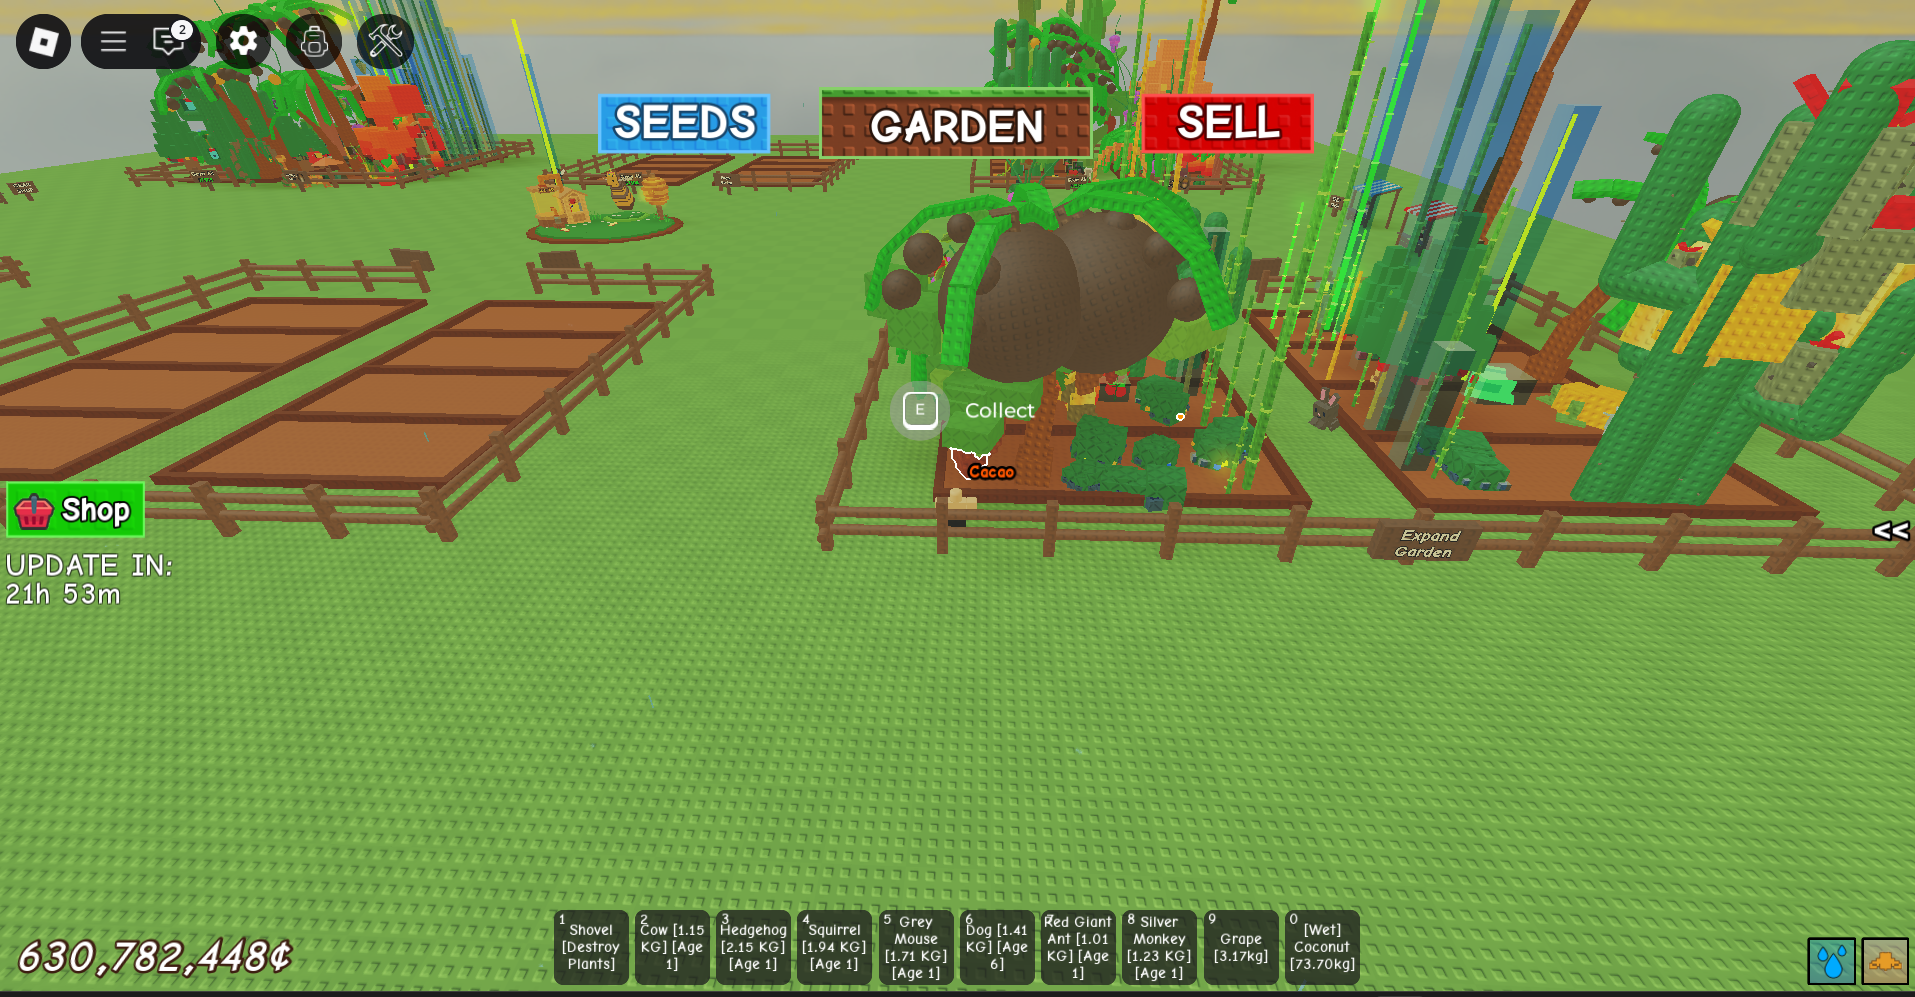 2
SEEDS
GARDEN
SELL
E
Collect
Cacao
Shop
UPDATE IN:
21h 53m
Expand
Garden
<<
630,782,448¢
1
Shovel
[Destroy
Plants]
2
Cow [1.15
KG] [Age
1]
3
Hedgehog
[2.15 KG]
[Age 1]
4
Squirrel
[1.94 KG]
[Age 1]
5
Grey
Mouse
[1.71 KG]
[Age 1]
6
Dog [1.41
KG] [Age
6]
7
Red Giant
Ant [1.01
KG] [Age
1]
8
Silver
Monkey
[1.23 KG]
[Age 1]
9
Grape
[3.17kg]
0
[Wet]
Coconut
[73.70kg]